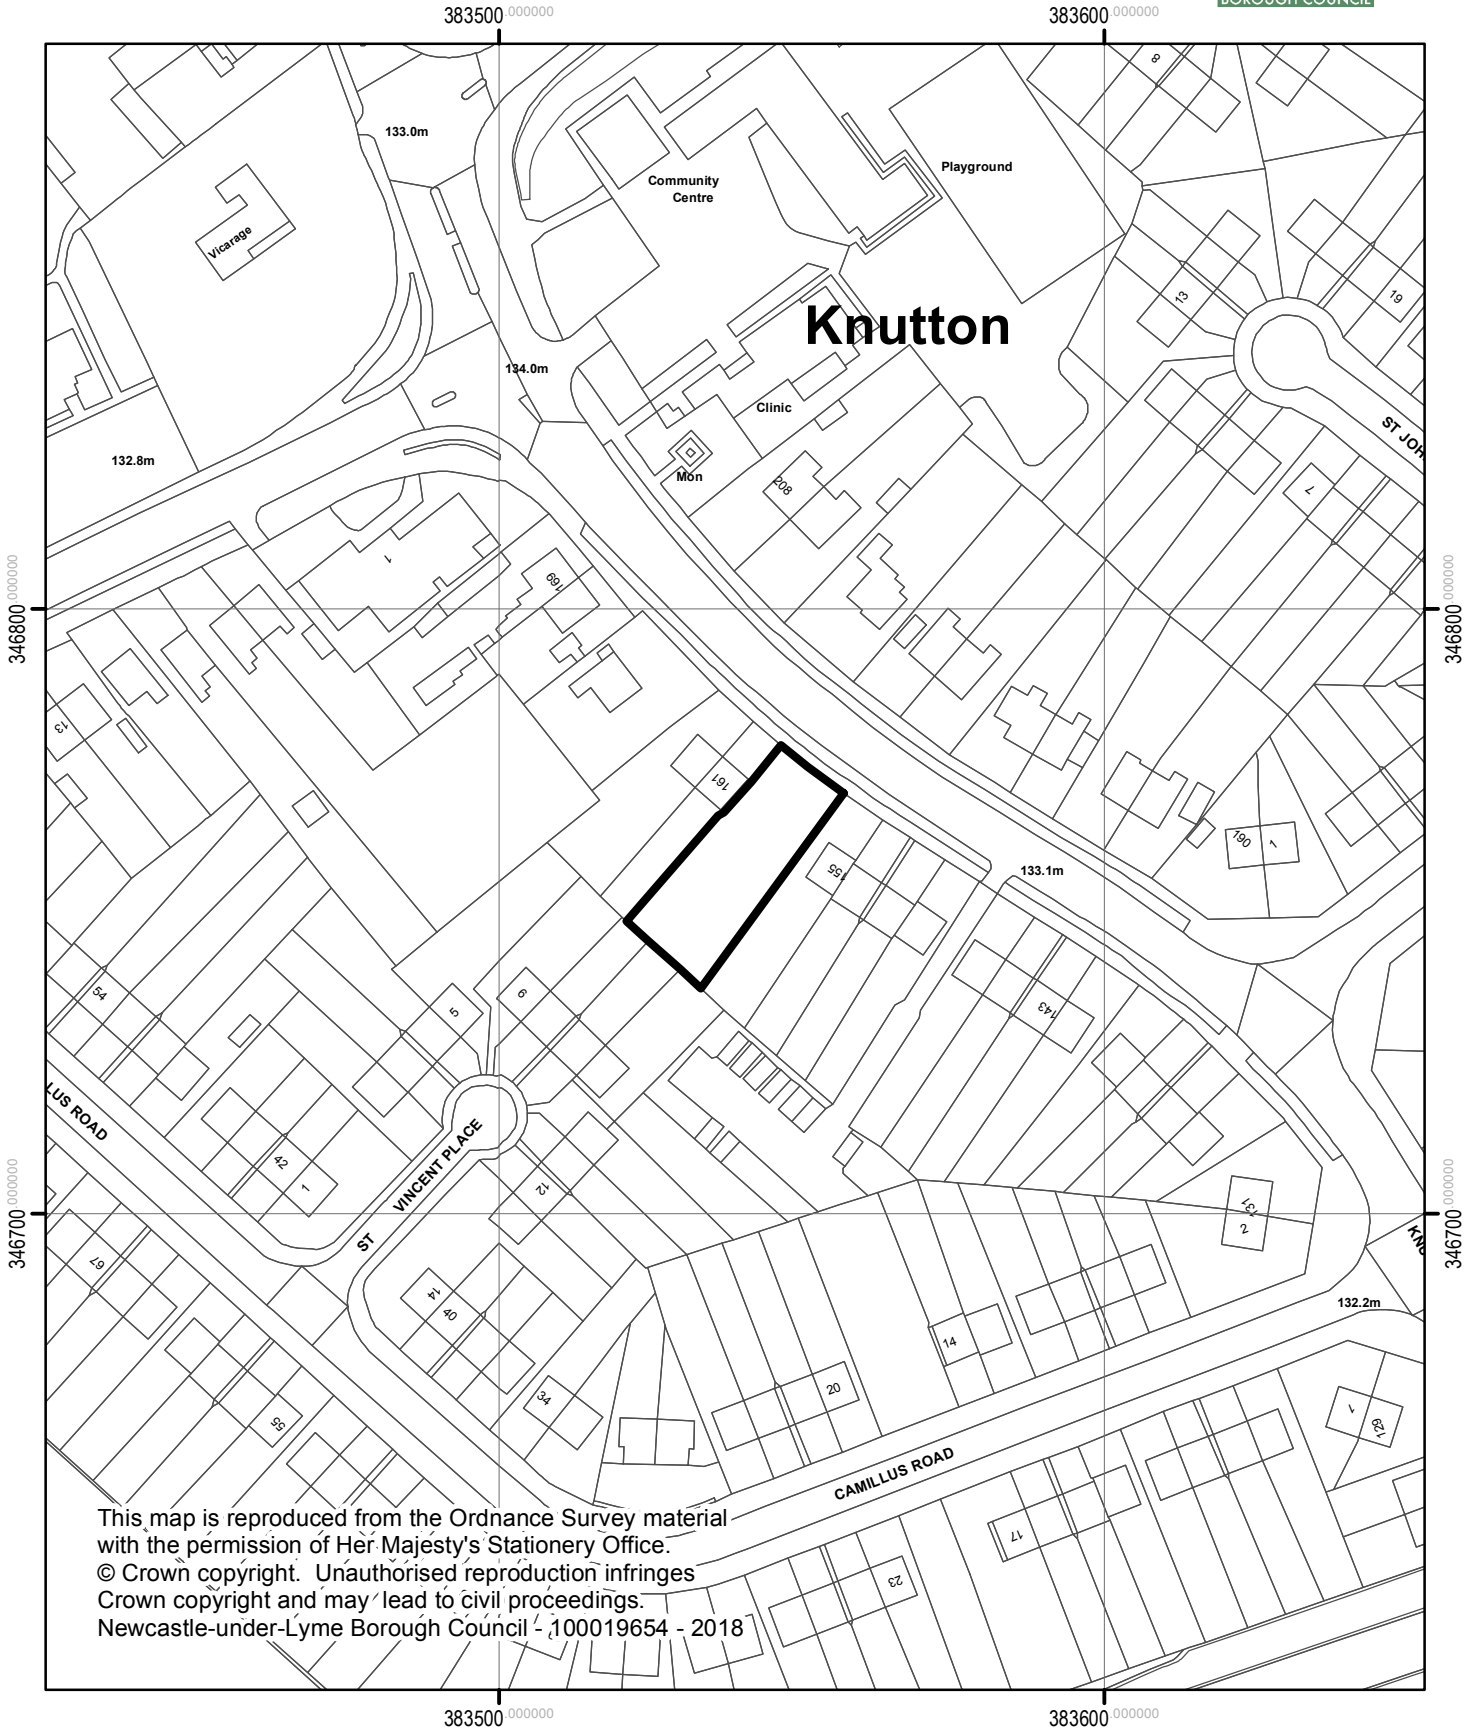 BOROUGH COUNCIL
383500.000000
383600.000000
8
133.0m
Playground
Community
Centre
Vicarage
13
19
Knutton
134.0m
Clinic
ST JOH
132.8m
Mon
208
7
1
169
346800.000000
346800.000000
13
161
190
1
155
133.1m
54
6
5
143
LUS ROAD
ST VINCENT PLACE
42
1
12
131
2
346700.000000
346700.000000
KNU
67
14
40
132.2m
14
34
20
55
1
129
CAMILLUS ROAD
17
23
This map is reproduced from the Ordnance Survey material
with the permission of Her Majesty's Stationery Office.
© Crown copyright. Unauthorised reproduction infringes
Crown copyright and may lead to civil proceedings.
Newcastle-under-Lyme Borough Council - 100019654 - 2018
383500.000000
383600.000000